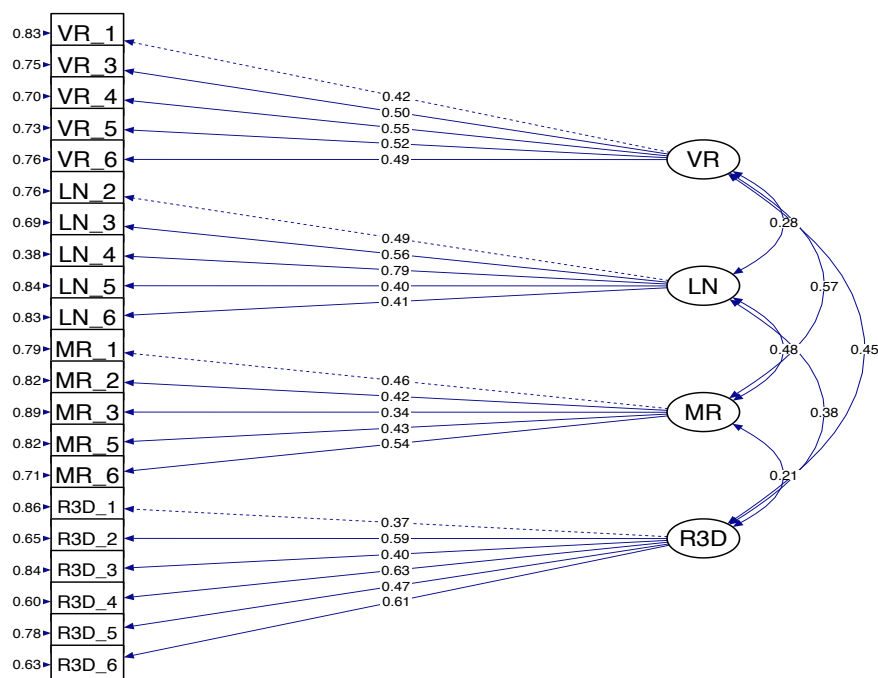 0.83 VR_1
0.75 VR_3
0.70 VR_4
0.73 VR_5
0.76 VR_6
0.76 LN_2
0.69 LN_3
0.38 LN_4
0.84 LN_5
0.83 LN_6
0.79 MR_1
0.82 MR_2
0.89 MR_3
0.82 MR_5
0.71 MR_6
0.86 R3D_1
0.65 R3D_2
0.84 R3D_3
0.60 R3D_4
0.78 R3D_5
0.63 R3D_6
0.42
0.50
0.55
0.52
0.49
0.49
0.56
0.79
0.40
0.41
0.46
0.42
0.34
0.43
0.54
0.37
0.59
0.40
0.63
0.47
0.61
VR
LN
MR
R3D
0.28
0.57
0.48
0.45
0.38
0.21